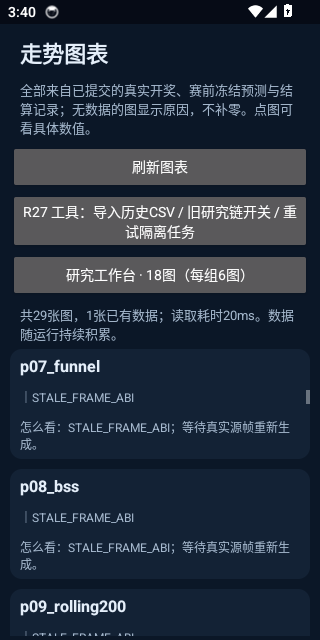 3:40
走势图表
全部来自已提交的真实开奖、赛前冻结预测与结
算记录；无数据的图显示原因，不补零。点图可
看具体数值。
刷新图表
R27 工具：导入历史CSV / 旧研究链开关 / 重
试隔离任务
研究工作台 · 18图（每组6图）
共29张图，1张已有数据；读取耗时20ms。数据
随运行持续积累。
p07_funnel
｜STALE_FRAME_ABI
怎么看：STALE_FRAME_ABI；等待真实源帧重新生
成。
p08_bss
｜STALE_FRAME_ABI
怎么看：STALE_FRAME_ABI；等待真实源帧重新生
成。
p09_rolling200
｜STALE_FRAME_ABI